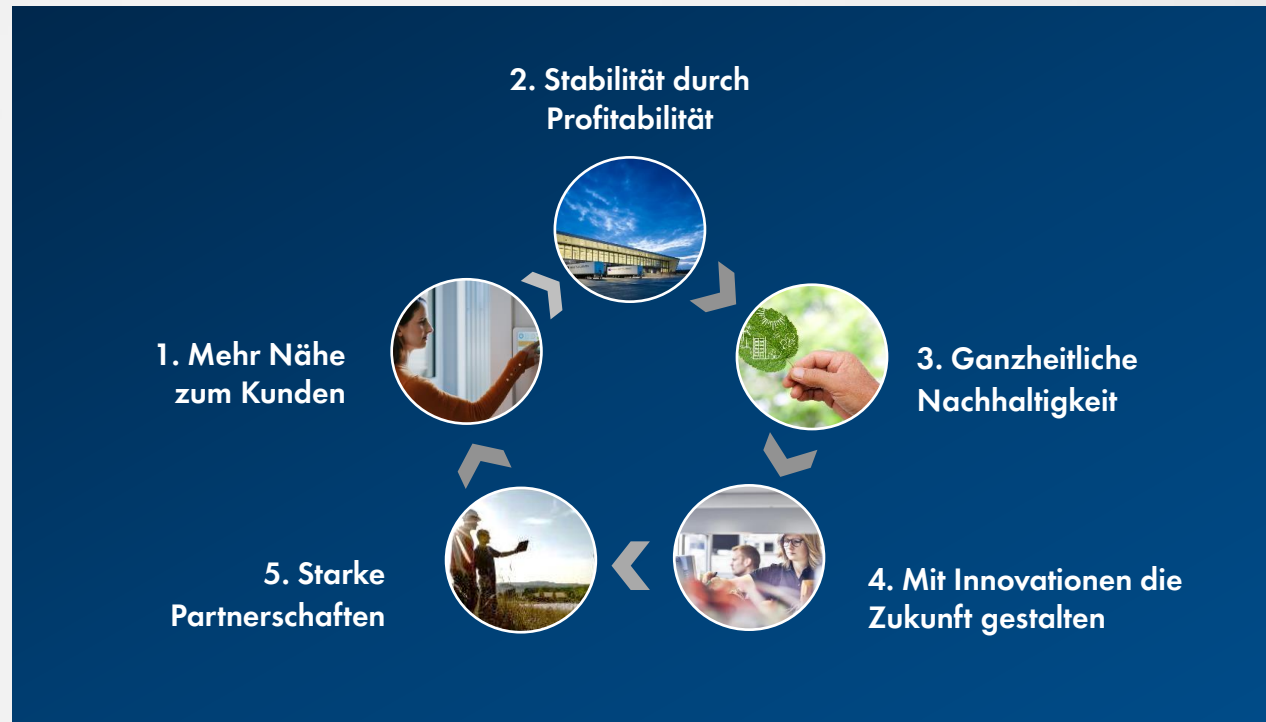 1. Mehr Nähe
zum Kunden
2. Stabilität durch
Profitabilität
3. Ganzheitliche
Nachhaltigkeit
4. Mit Innovationen die
Zukunft gestalten
5. Starke
Partnerschaften